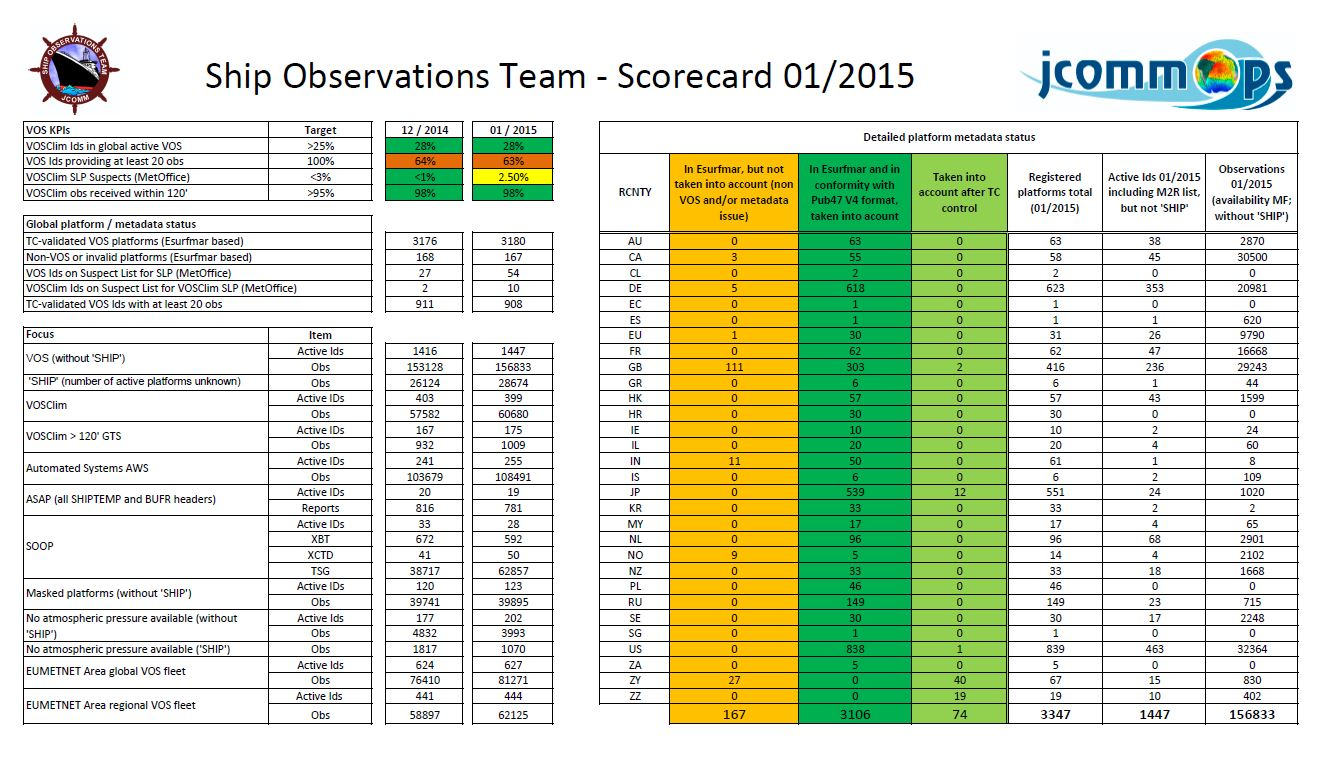 SHIP OBSERVATIONS TEAM
JCOMM
Ship Observations Team - Scorecard 01/2015
jcommops
VOS KPIs Target 12 / 2014 01 / 2015
VOSClim Ids in global active VOS >25% 28% 28%
VOS Ids providing at least 20 obs 100% 64% 63%
VOSClim SLP Suspects (MetOffice) <3% <1% 2.50%
VOSClim obs received within 120' >95% 98% 98%
Global platform / metadata status
TC-validated VOS platforms (Esurfmar based) 3176 3180
Non-VOS or invalid platforms (Esurfmar based) 168 167
VOS Ids on Suspect List for SLP (MetOffice) 27 54
VOSClim Ids on Suspect List for VOSClim SLP (MetOffice) 2 10
TC-validated VOS Ids with at least 20 obs 911 908
Focus Item
VOS (without 'SHIP') Active Ids 1416 1447
Obs 153128 156833
'SHIP' (number of active platforms unknown) Obs 26124 28674
VOSClim Active IDs 403 399
Obs 57582 60680
VOSClim > 120' GTS Active IDs 167 175
Obs 932 1009
Automated Systems AWS Active IDs 241 255
Obs 103679 108491
ASAP (all SHIPTEMP and BUFR headers) Active IDs 20 19
Reports 816 781
SOOP Active IDs 33 28
XBT 672 592
XCTD 41 50
TSG 38717 62857
Masked platforms (without 'SHIP') Active IDs 120 123
Obs 39741 39895
No atmospheric pressure available (without 'SHIP') Active Ids 177 202
Obs 4832 3993
No atmospheric pressure available ('SHIP') Obs 1817 1070
EUMETNET Area global VOS fleet Active Ids 624 627
Obs 76410 81271
EUMETNET Area regional VOS fleet Active Ids 441 444
Obs 58897 62125
Detailed platform metadata status
RCNTY
In Esurfmar, but not taken into account (non VOS and/or metadata issue)
In Esurfmar and in conformity with Pub47 V4 format, taken into acount
Taken into account after TC control
Registered platforms total (01/2015)
Active Ids 01/2015 including M2R list, but not 'SHIP'
Observations 01/2015 (availability MF; without 'SHIP')
AU 0 63 0 63 38 2870
CA 3 55 0 58 45 30500
CL 0 2 0 2 0 0
DE 5 618 0 623 353 20981
EC 0 1 0 1 0 0
ES 0 1 0 1 1 620
EU 1 30 0 31 26 9790
FR 0 62 0 62 47 16668
GB 111 303 2 416 236 29243
GR 0 6 0 6 1 44
HK 0 57 0 57 43 1599
HR 0 30 0 30 0 0
IE 0 10 0 10 2 24
IL 0 20 0 20 4 60
IN 11 50 0 61 1 8
IS 0 6 0 6 2 109
JP 0 539 12 551 24 1020
KR 0 33 0 33 2 2
MY 0 17 0 17 4 65
NL 0 96 0 96 68 2901
NO 9 5 0 14 4 2102
NZ 0 33 0 33 18 1668
PL 0 46 0 46 0 0
RU 0 149 0 149 23 715
SE 0 30 0 30 17 2248
SG 0 1 0 1 0 0
US 0 838 1 839 463 32364
ZA 0 5 0 5 0 0
ZY 27 0 40 67 15 830
ZZ 0 0 19 19 10 402
167 3106 74 3347 1447 156833